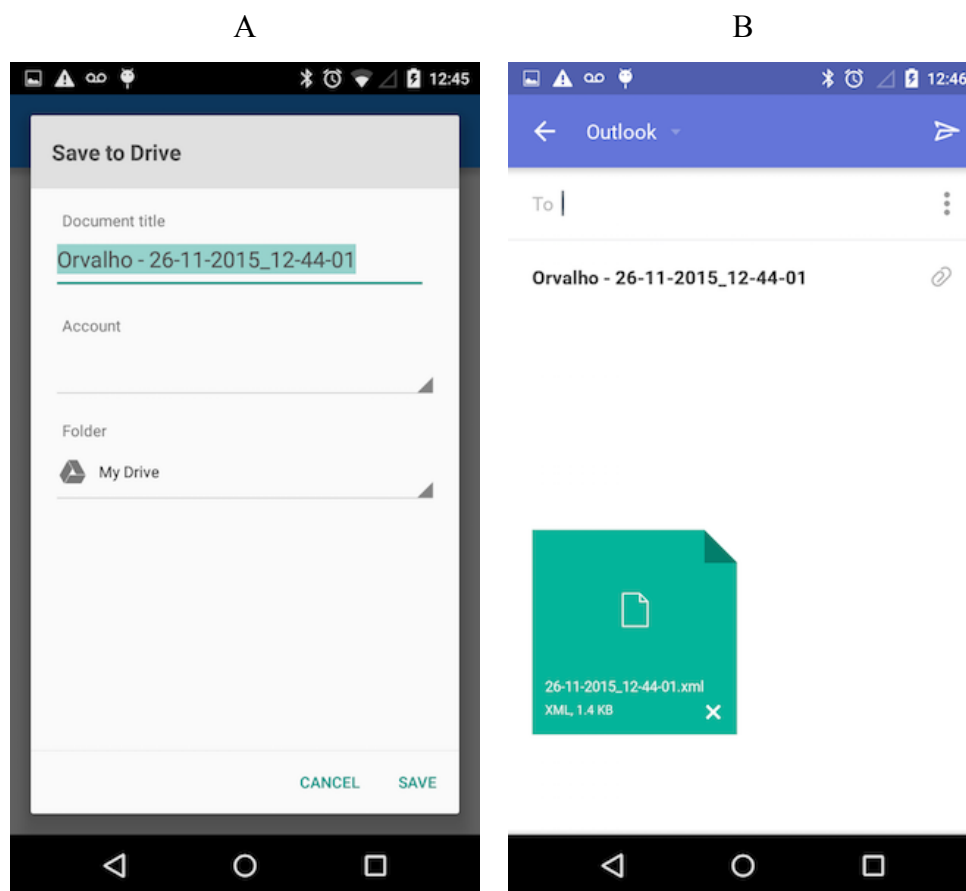 A
12:45
Save to Drive
Document title
Orvalho - 26-11-2015_12-44-01
Account
Folder
My Drive
CANCEL SAVE
B
12:46
Outlook
To
Orvalho - 26-11-2015_12-44-01
26-11-2015_12-44-01.xml
XML, 1.4 KB